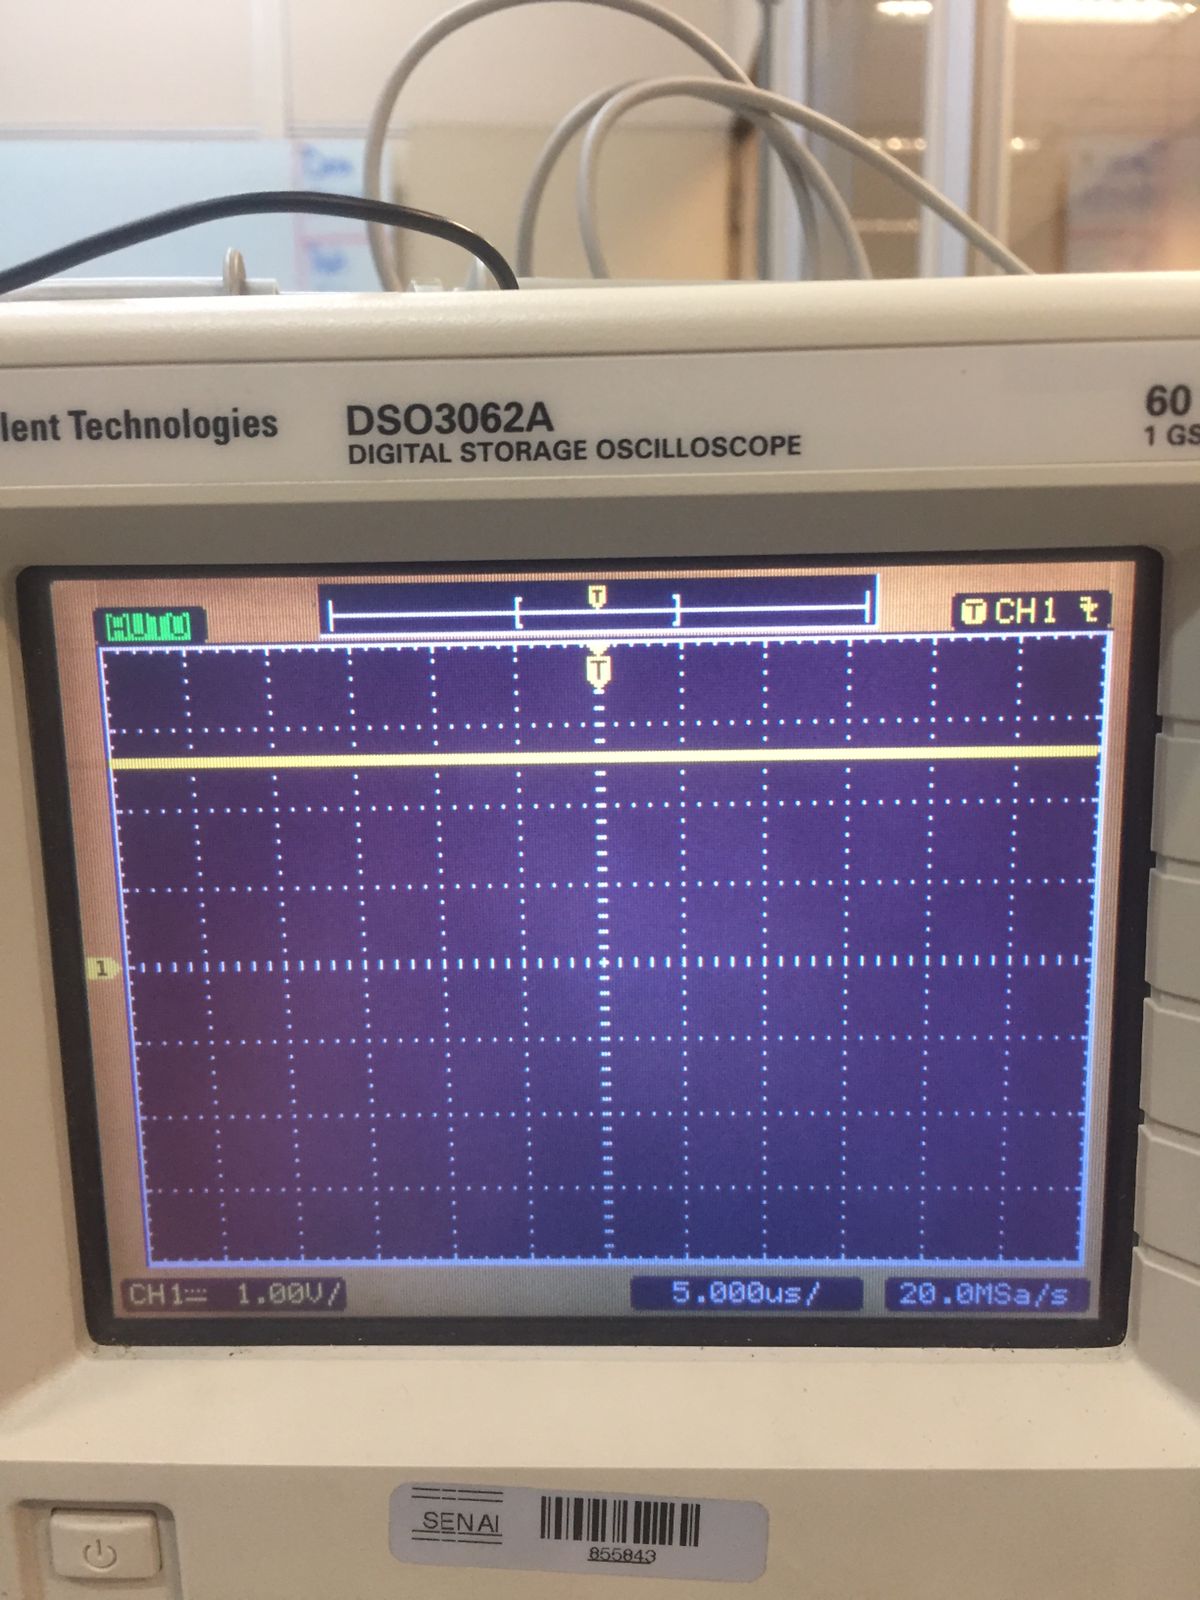 lent Technologies
DSO3062A
DIGITAL STORAGE OSCILLOSCOPE
60
1 GS
AUTO
T
T CH1
T
1
CH1 1.00V/
5.000us/
20.0MSa/s
SENAI
855843